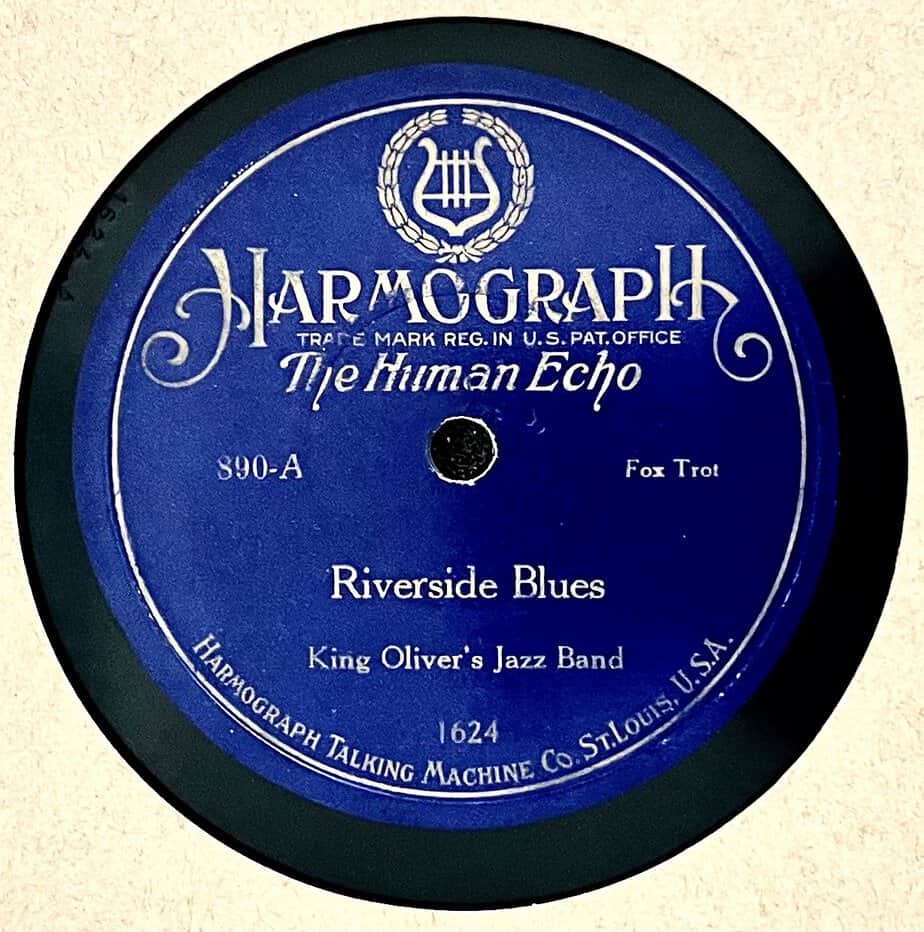 HARMOGRAPH
TRADE MARK REG. IN U.S. PAT. OFFICE
The Human Echo
890-A
Fox Trot
Riverside Blues
King Oliver's Jazz Band
1624
HARMOGRAPH TALKING MACHINE CO. ST. LOUIS, U.S.A.